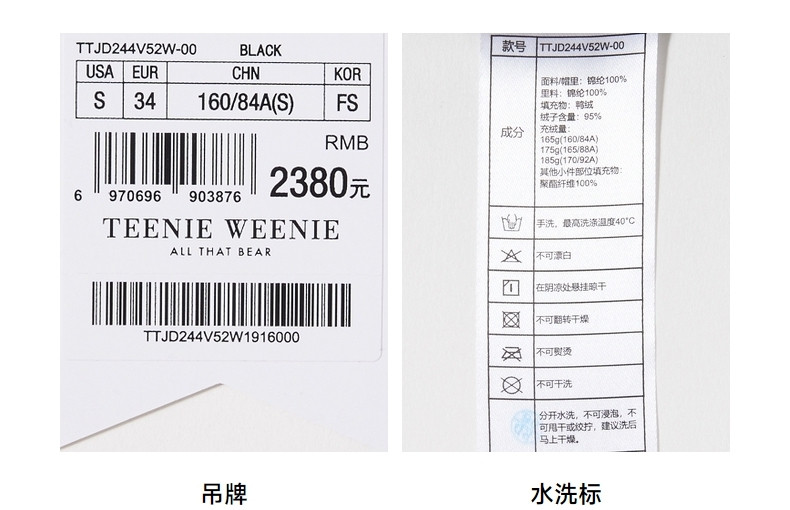 TTJD244V52W-00 BLACK
USA EUR CHN KOR
S 34 160/84A(S) FS
RMB
2380元
6 970696 903876
TEENIE WEENIE
ALL THAT BEAR
TTJD244V52W1916000
吊牌
款号 TTJD244V52W-00
成分
面料/帽里：锦纶100%
里料：锦纶100%
填充物：鸭绒
绒子含量：95%
充绒量：
165g(160/84A)
175g(165/88A)
185g(170/92A)
其他小件部位填充物：
聚酯纤维100%
手洗，最高洗涤温度40°C
不可漂白
在阴凉处悬挂晾干
不可翻转干燥
不可熨烫
不可干洗
分开水洗，不可浸泡，不
可甩干或绞拧，建议洗后
马上干燥。
水洗标